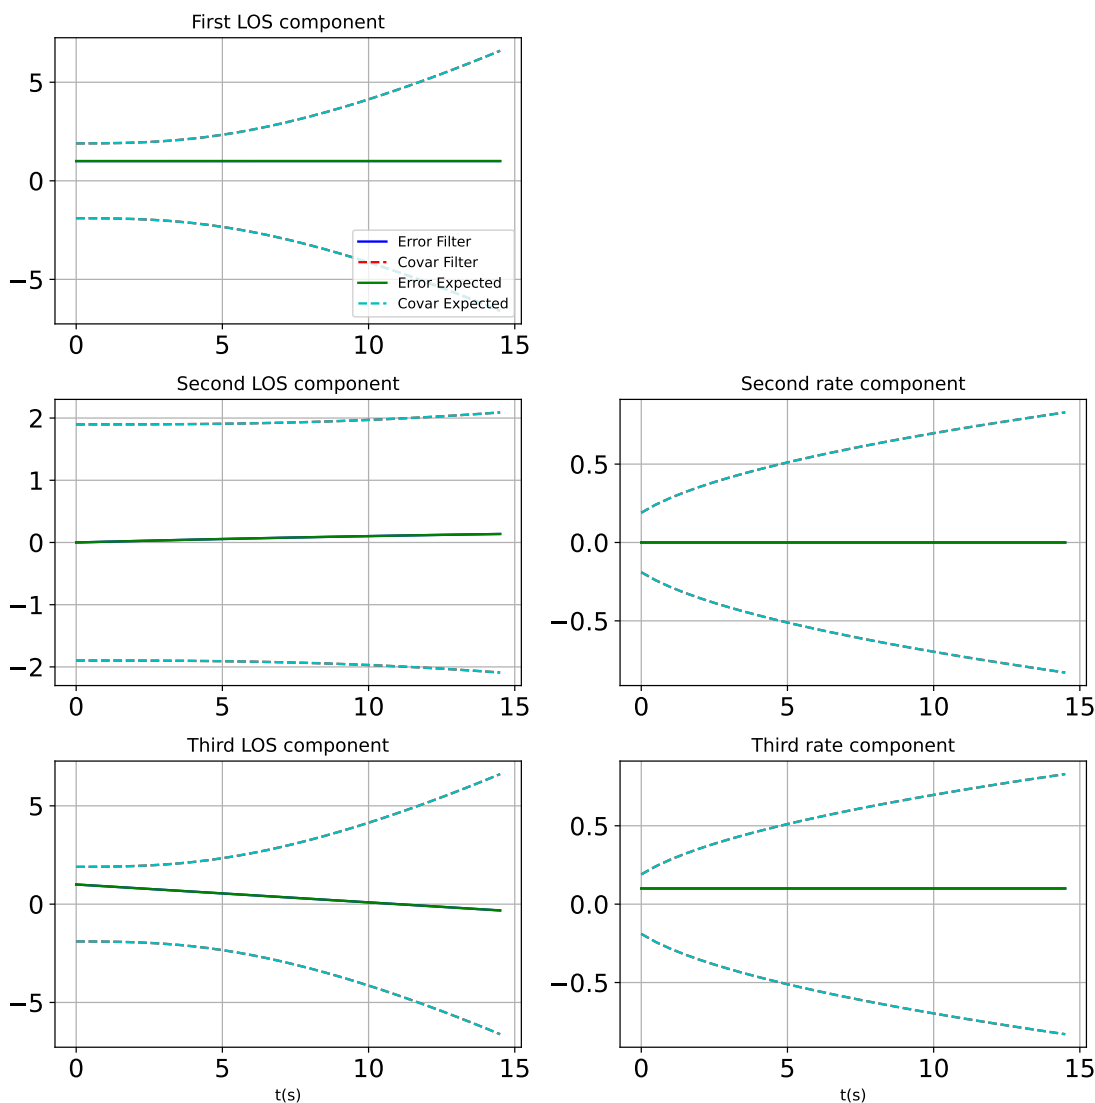 First LOS component
5
0
−5
Error Filter
Covar Filter
Error Expected
Covar Expected
0 5 10 15
Second LOS component
2
1
0
−1
−2
0 5 10 15
Second rate component
0.5
0.0
−0.5
0 5 10 15
Third LOS component
5
0
−5
0 5 10 15
t(s)
Third rate component
0.5
0.0
−0.5
0 5 10 15
t(s)